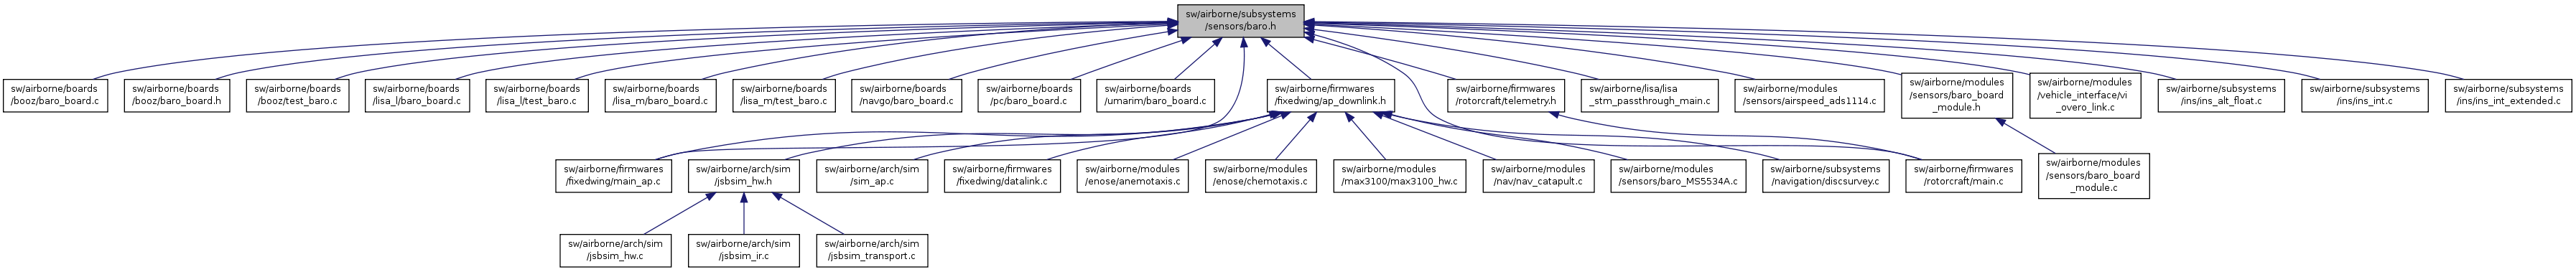 sw/airborne/subsystems
/sensors/baro.h
sw/airborne/boards
/booz/baro_board.c
sw/airborne/boards
/booz/baro_board.h
sw/airborne/boards
/booz/test_baro.c
sw/airborne/boards
/lisa_l/baro_board.c
sw/airborne/boards
/lisa_l/test_baro.c
sw/airborne/boards
/lisa_m/baro_board.c
sw/airborne/boards
/lisa_m/test_baro.c
sw/airborne/boards
/navgo/baro_board.c
sw/airborne/boards
/pc/baro_board.c
sw/airborne/boards
/umarim/baro_board.c
sw/airborne/firmwares
/fixedwing/ap_downlink.h
sw/airborne/firmwares
/rotorcraft/telemetry.h
sw/airborne/lisa/lisa
_stm_passthrough_main.c
sw/airborne/modules
/sensors/airspeed_ads1114.c
sw/airborne/modules
/sensors/baro_board
_module.h
sw/airborne/modules
/vehicle_interface/vi
_overo_link.c
sw/airborne/subsystems
/ins/ins_alt_float.c
sw/airborne/subsystems
/ins/ins_int.c
sw/airborne/subsystems
/ins/ins_int_extended.c
sw/airborne/firmwares
/fixedwing/main_ap.c
sw/airborne/arch/sim
/jsbsim_hw.h
sw/airborne/arch/sim
/sim_ap.c
sw/airborne/firmwares
/fixedwing/datalink.c
sw/airborne/modules
/enose/anemotaxis.c
sw/airborne/modules
/enose/chemotaxis.c
sw/airborne/modules
/max3100/max3100_hw.c
sw/airborne/modules
/nav/nav_catapult.c
sw/airborne/modules
/sensors/baro_MS5534A.c
sw/airborne/subsystems
/navigation/discsurvey.c
sw/airborne/firmwares
/rotorcraft/main.c
sw/airborne/modules
/sensors/baro_board
_module.c
sw/airborne/arch/sim
/jsbsim_hw.c
sw/airborne/arch/sim
/jsbsim_ir.c
sw/airborne/arch/sim
/jsbsim_transport.c